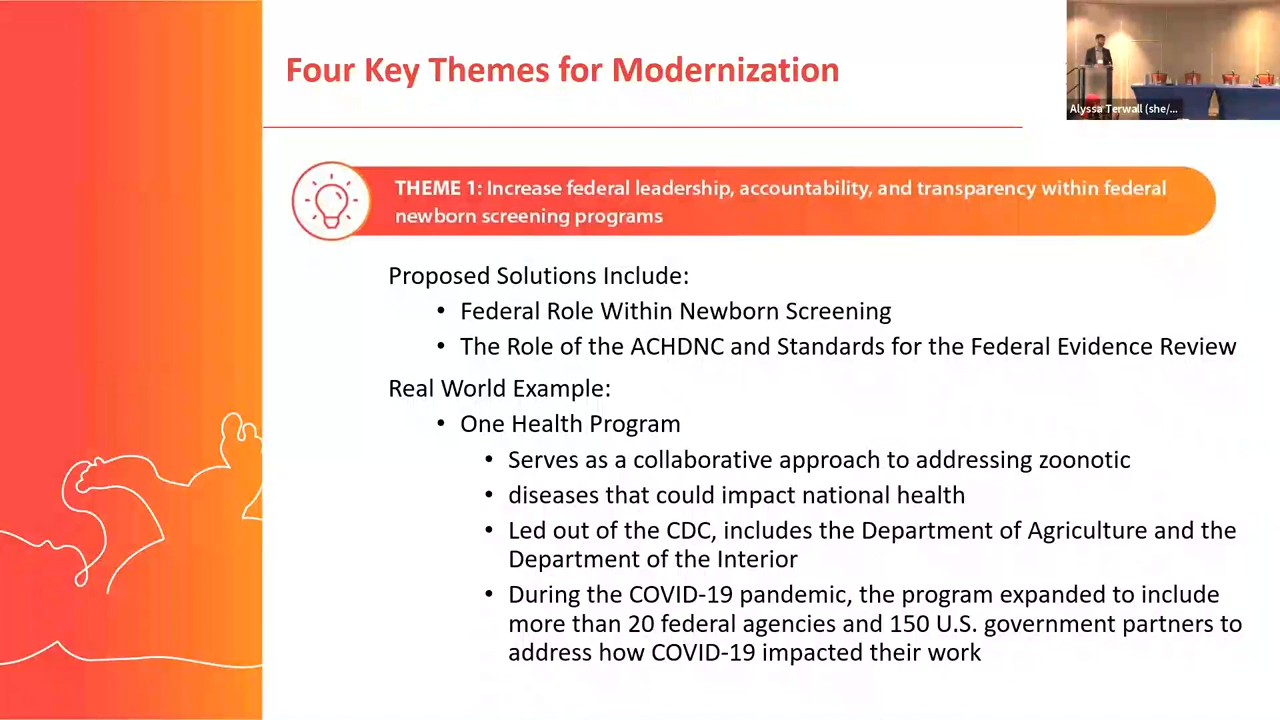 Four Key Themes for Modernization
Alyssa Terwall (she/...
THEME 1: Increase federal leadership, accountability, and transparency within federal
newborn screening programs
Proposed Solutions Include:
• Federal Role Within Newborn Screening
• The Role of the ACHDNC and Standards for the Federal Evidence Review
Real World Example:
• One Health Program
• Serves as a collaborative approach to addressing zoonotic
• diseases that could impact national health
• Led out of the CDC, includes the Department of Agriculture and the
Department of the Interior
• During the COVID-19 pandemic, the program expanded to include
more than 20 federal agencies and 150 U.S. government partners to
address how COVID-19 impacted their work